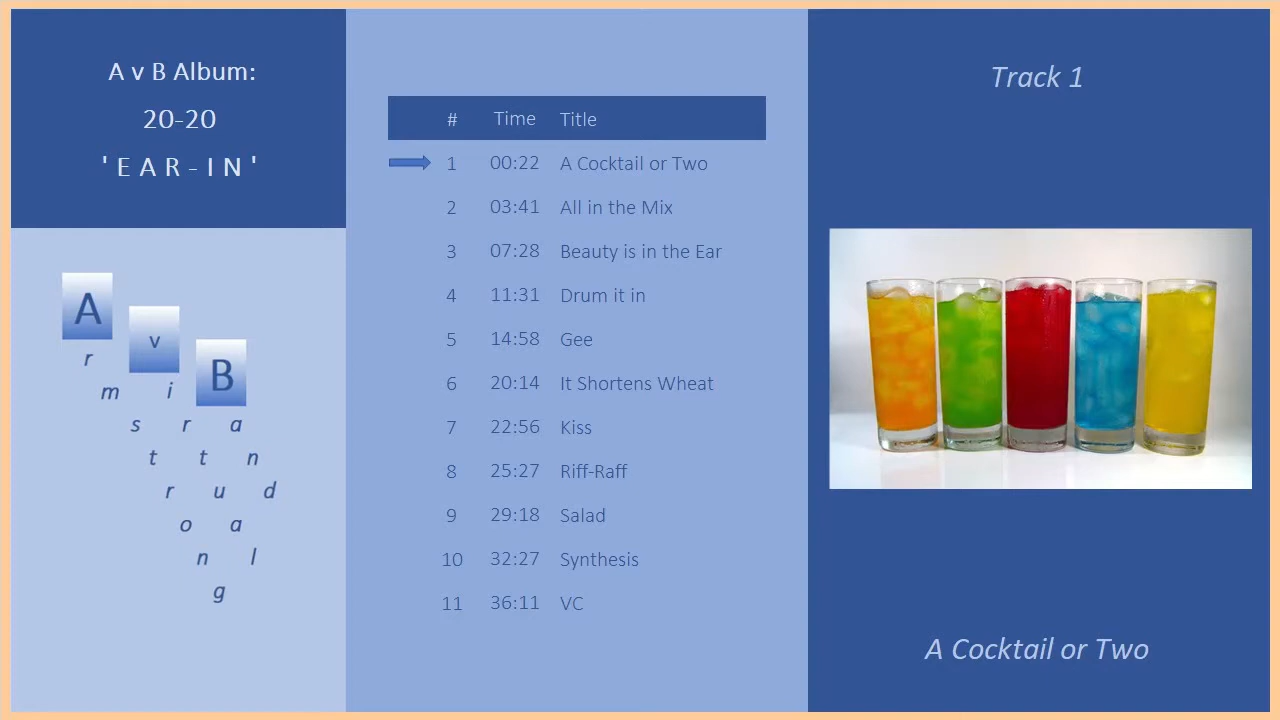 A v B Album:
20-20
' E A R - I N '
A
v
B
r
m i
s r a
t t n
r u d
o a
n l
g
# Time Title
1 00:22 A Cocktail or Two
2 03:41 All in the Mix
3 07:28 Beauty is in the Ear
4 11:31 Drum it in
5 14:58 Gee
6 20:14 It Shortens Wheat
7 22:56 Kiss
8 25:27 Riff-Raff
9 29:18 Salad
10 32:27 Synthesis
11 36:11 VC
Track 1
A Cocktail or Two